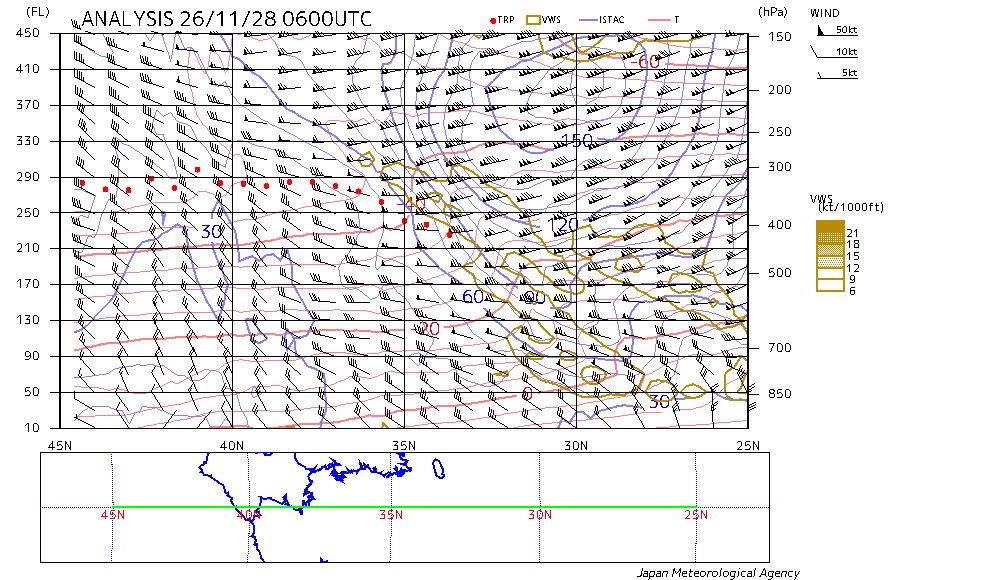 (FL) ANALYSIS 26/11/28 0600UTC TRP VWS ISTAC T (hPa) WIND
450 150 50kt
10kt
5kt
410 -60
370 200
330 150 250
290 300
250 -40 VWS
(kt/1000ft)
30 120 400 21
210 18
15
500 12
170 60 90 9
6
130 -20
90 700
50 0 30 850
10
45N 40N 35N 30N 25N
45N 40N 35N 30N 25N
Japan Meteorological Agency